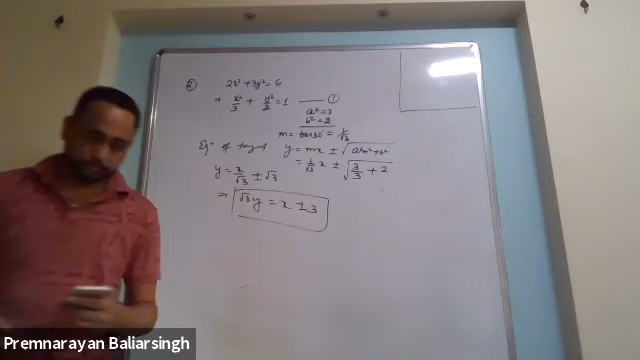 ② 2x² + 3y² = 6
⇒ x²/3 + y²/2 = 1 —— ①
a² = 3
b² = 2
m = tan30° = 1/√3
Eqⁿ of tangent y = mx ± √(a²m² + b²)
= 1/√3 x ± √(3/3 + 2)
y = x/√3 ± √3
⇒ √3y = x ± 3
Premnarayan Baliarsingh